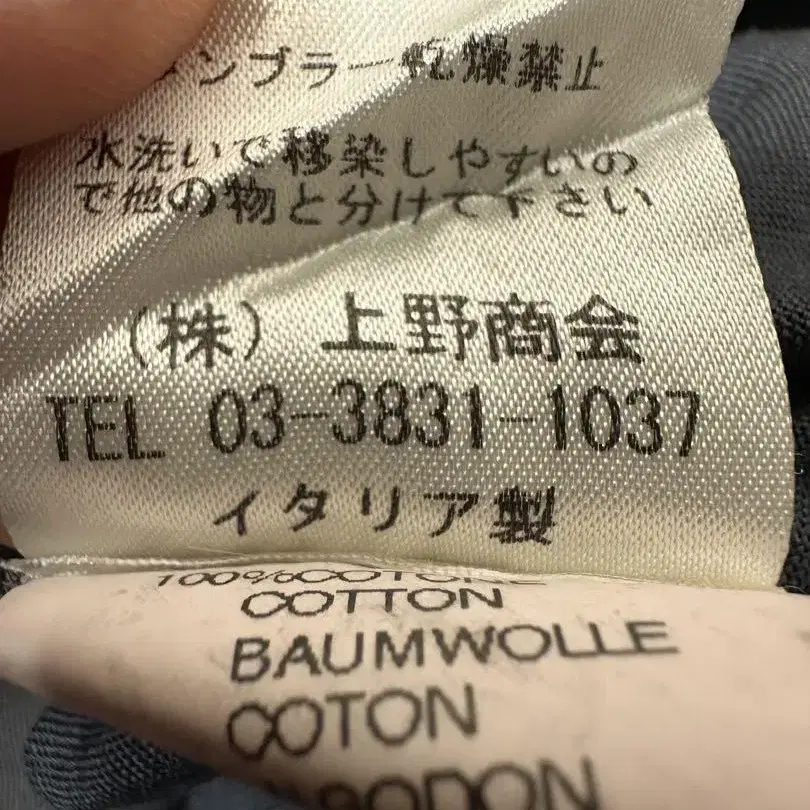 ンブラー乾燥禁止
水洗いで移染しやすいの
で他の物と分けて下さい
(株) 上野商会
TEL 03-3831-1037
イタリア製
100%COTONE
COTTON
BAUMWOLLE
COTON